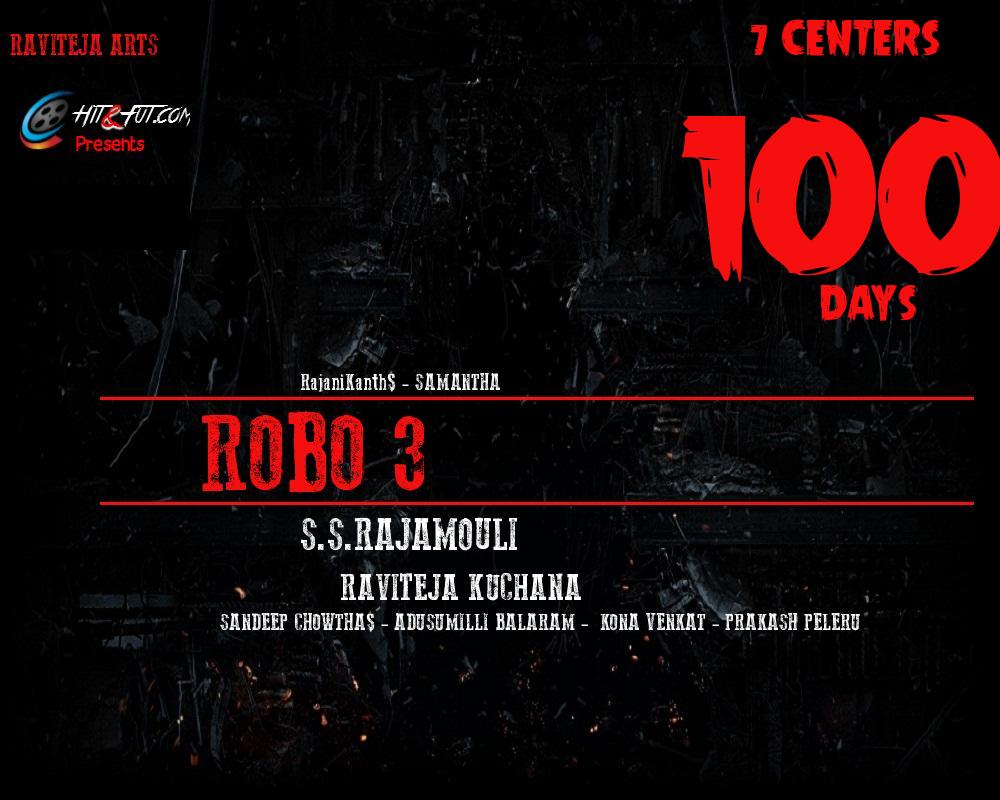 RAVITEJA ARTS
7 CENTERS
HIT&FUT.COM
Presents
100
DAYS
RajaniKanth$ - SAMANTHA
ROBO 3
S.S.RAJAMOULI
RAVITEJA KUCHANA
SANDEEP CHOWTHA$ - ADUSUMILLI BALARAM - KONA VENKAT - PRAKASH PELERU